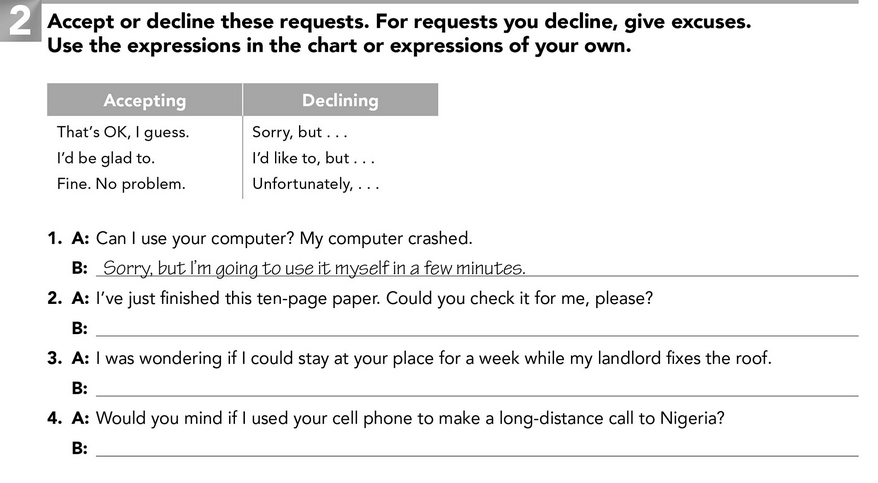 2 Accept or decline these requests. For requests you decline, give excuses.
Use the expressions in the chart or expressions of your own.
Accepting Declining
That's OK, I guess. Sorry, but . . .
I'd be glad to. I'd like to, but . . .
Fine. No problem. Unfortunately, . . .
1. A: Can I use your computer? My computer crashed.
B: Sorry, but I'm going to use it myself in a few minutes.
2. A: I've just finished this ten-page paper. Could you check it for me, please?
B:
3. A: I was wondering if I could stay at your place for a week while my landlord fixes the roof.
B:
4. A: Would you mind if I used your cell phone to make a long-distance call to Nigeria?
B: